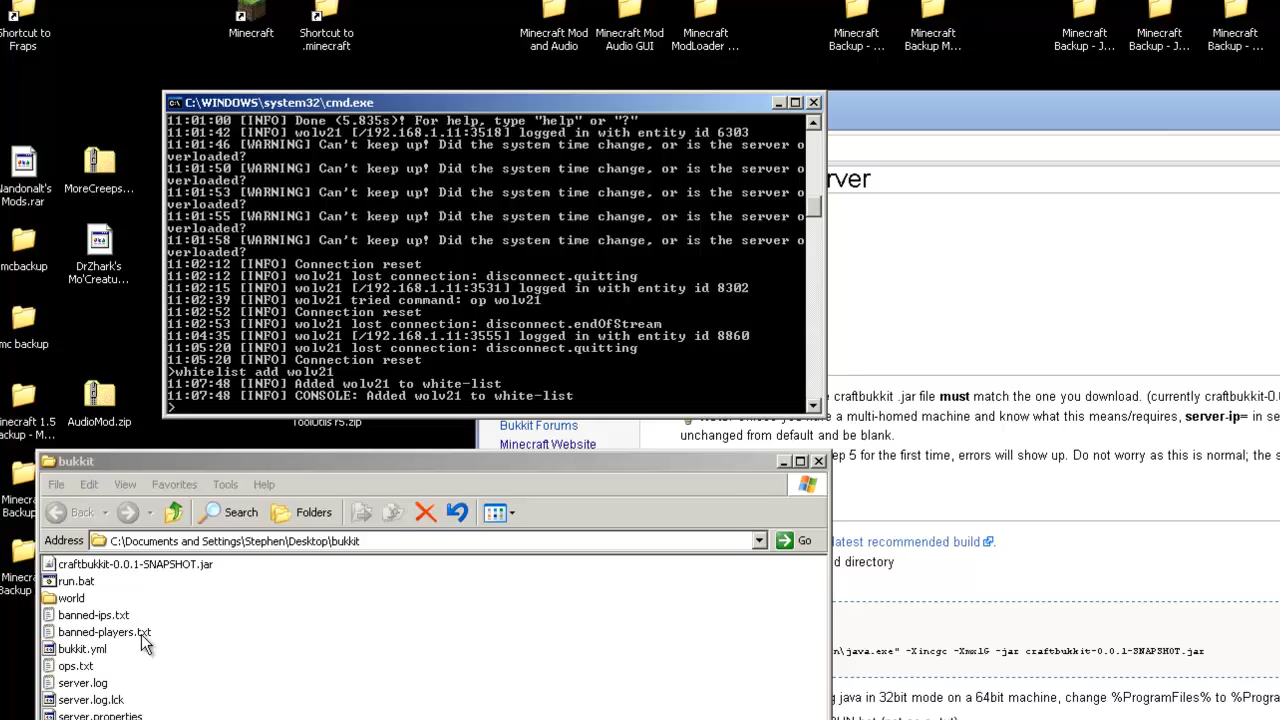 Shortcut to
Fraps
Minecraft
Shortcut to
.minecraft
Minecraft Mod
and Audio
Minecraft Mod
Audio GUI
Minecraft
ModLoader ...
Minecraft
Backup - ...
Minecraft
Backup M...
Minecraft
Backup - J...
Minecraft
Backup - J...
Minecraft
Backup - ...
Nandonalt's
Mods.rar
MoreCreeps...
mcbackup
DrZhark's
Mo'Creatu...
mc backup
Minecraft 1.5
Backup - M...
AudioMod.zip
TooUtils r5.zip
Minecraft
Backup
Minecraft
Backup
C:\WINDOWS\system32\cmd.exe
11:01:00 [INFO] Done (5.835s)! For help, type "help" or "?"
11:01:42 [INFO] wolv21 [/192.168.1.11:3518] logged in with entity id 6303
11:01:46 [WARNING] Can't keep up! Did the system time change, or is the server o
verloaded?
11:01:50 [WARNING] Can't keep up! Did the system time change, or is the server o
verloaded?
11:01:53 [WARNING] Can't keep up! Did the system time change, or is the server o
verloaded?
11:01:55 [WARNING] Can't keep up! Did the system time change, or is the server o
verloaded?
11:01:58 [WARNING] Can't keep up! Did the system time change, or is the server o
verloaded?
11:02:12 [INFO] Connection reset
11:02:12 [INFO] wolv21 lost connection: disconnect.quitting
11:02:15 [INFO] wolv21 [/192.168.1.11:3531] logged in with entity id 8302
11:02:39 [INFO] wolv21 tried command: op wolv21
11:02:52 [INFO] Connection reset
11:02:53 [INFO] wolv21 lost connection: disconnect.endOfStream
11:04:35 [INFO] wolv21 [/192.168.1.11:3555] logged in with entity id 8860
11:05:20 [INFO] wolv21 lost connection: disconnect.quitting
11:05:20 [INFO] Connection reset
>whitelist add wolv21
11:07:48 [INFO] Added wolv21 to white-list
11:07:48 [INFO] CONSOLE: Added wolv21 to white-list
>
rver
e craftbukkit .jar file must match the one you download. (currently craftbukkit-0.0
have a multi-homed machine and know what this means/requires, server-ip= in se
unchanged from default and be blank.
ep 5 for the first time, errors will show up. Do not worry as this is normal; the s
Bukkit Forums
Minecraft Website
latest recommended build.
d directory
n\java.exe" -Xincgc -Xmx1G -jar craftbukkit-0.0.1-SNAPSHOT.jar
g java in 32bit mode on a 64bit machine, change %ProgramFiles% to %Progra
bukkit
File Edit View Favorites Tools Help
Back Search Folders
Address C:\Documents and Settings\Stephen\Desktop\bukkit Go
craftbukkit-0.0.1-SNAPSHOT.jar
run.bat
world
banned-ips.txt
banned-players.txt
bukkit.yml
ops.txt
server.log
server.log.lck
server.properties